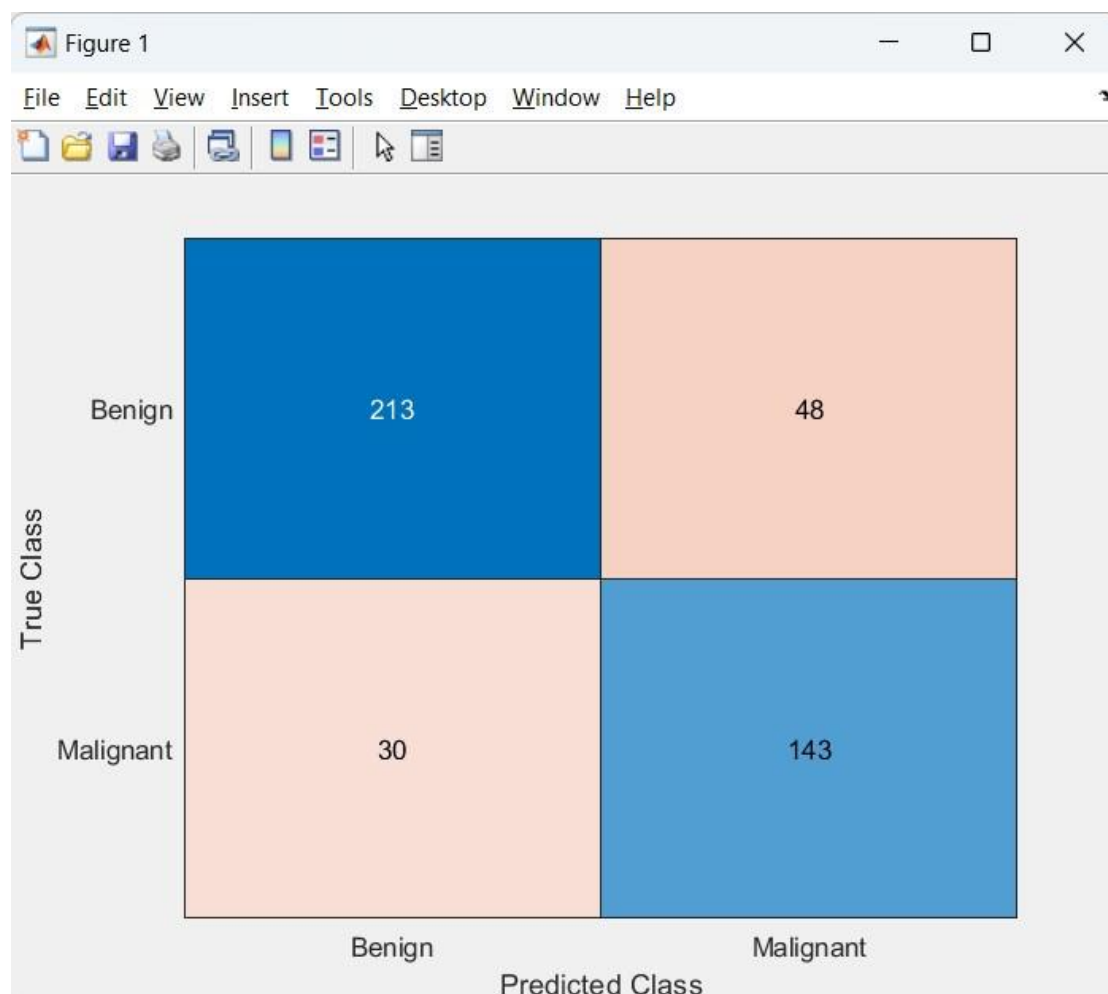 Figure 1
File Edit View Insert Tools Desktop Window Help
Benign 213 48
True Class
Malignant 30 143
Benign Malignant
Predicted Class